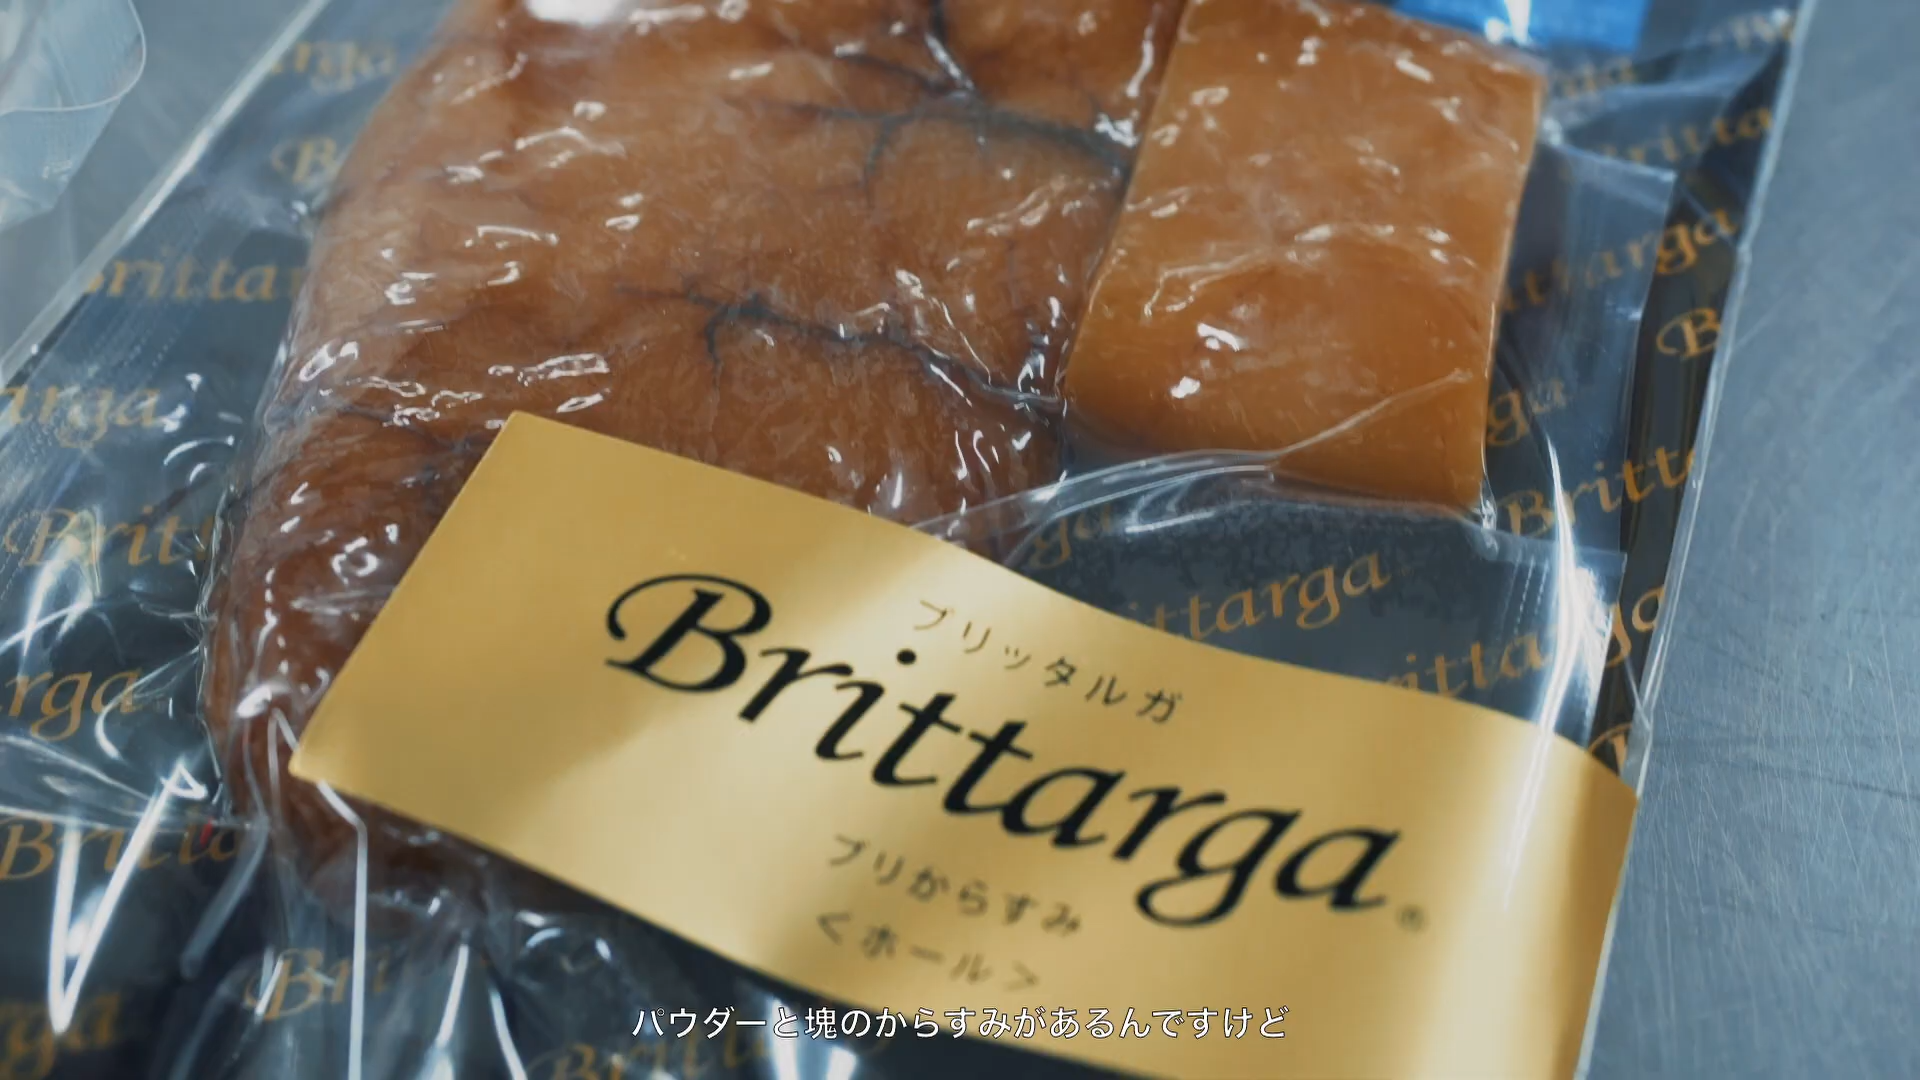 ブリッタルガ
Brittarga®
ブリからすみ
<ホール>
パウダーと塊のからすみがあるんですけど
Brittarga